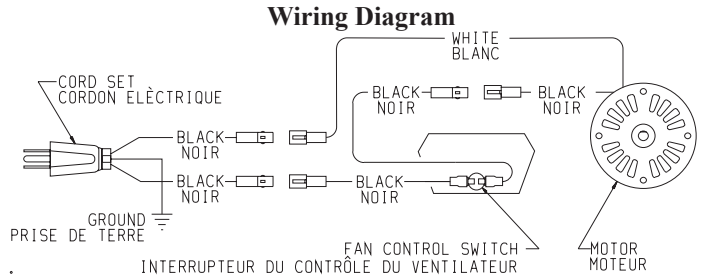 Wiring Diagram
WHITE
BLANC
CORD SET
CORDON ELÈCTRIQUE
BLACK
NOIR
BLACK
NOIR
BLACK
NOIR
BLACK
NOIR
BLACK
NOIR
GROUND
PRISE DE TERRE
FAN CONTROL SWITCH
INTERRUPTEUR DU CONTRÔLE DU VENTILATEUR
MOTOR
MOTEUR